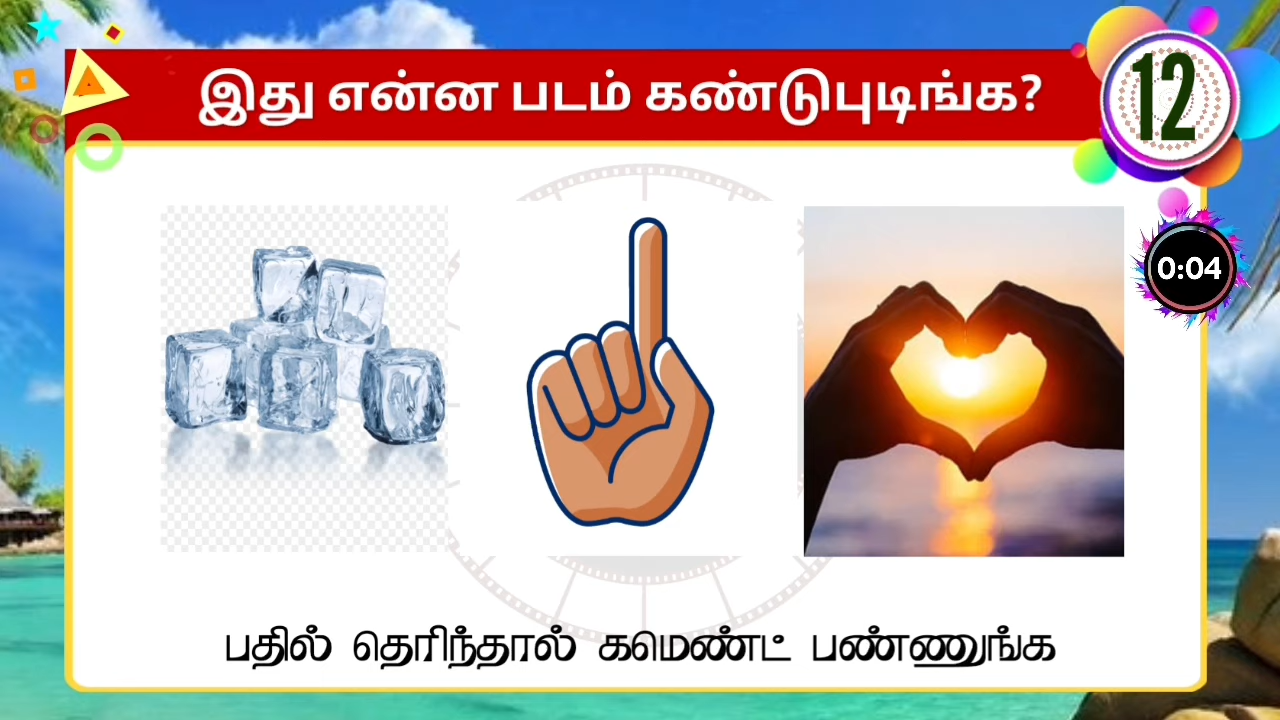 இது என்ன படம் கண்டுபுடிங்க?
12
0:04
பதில் தெரிந்தால் கமெண்ட் பண்ணுங்க